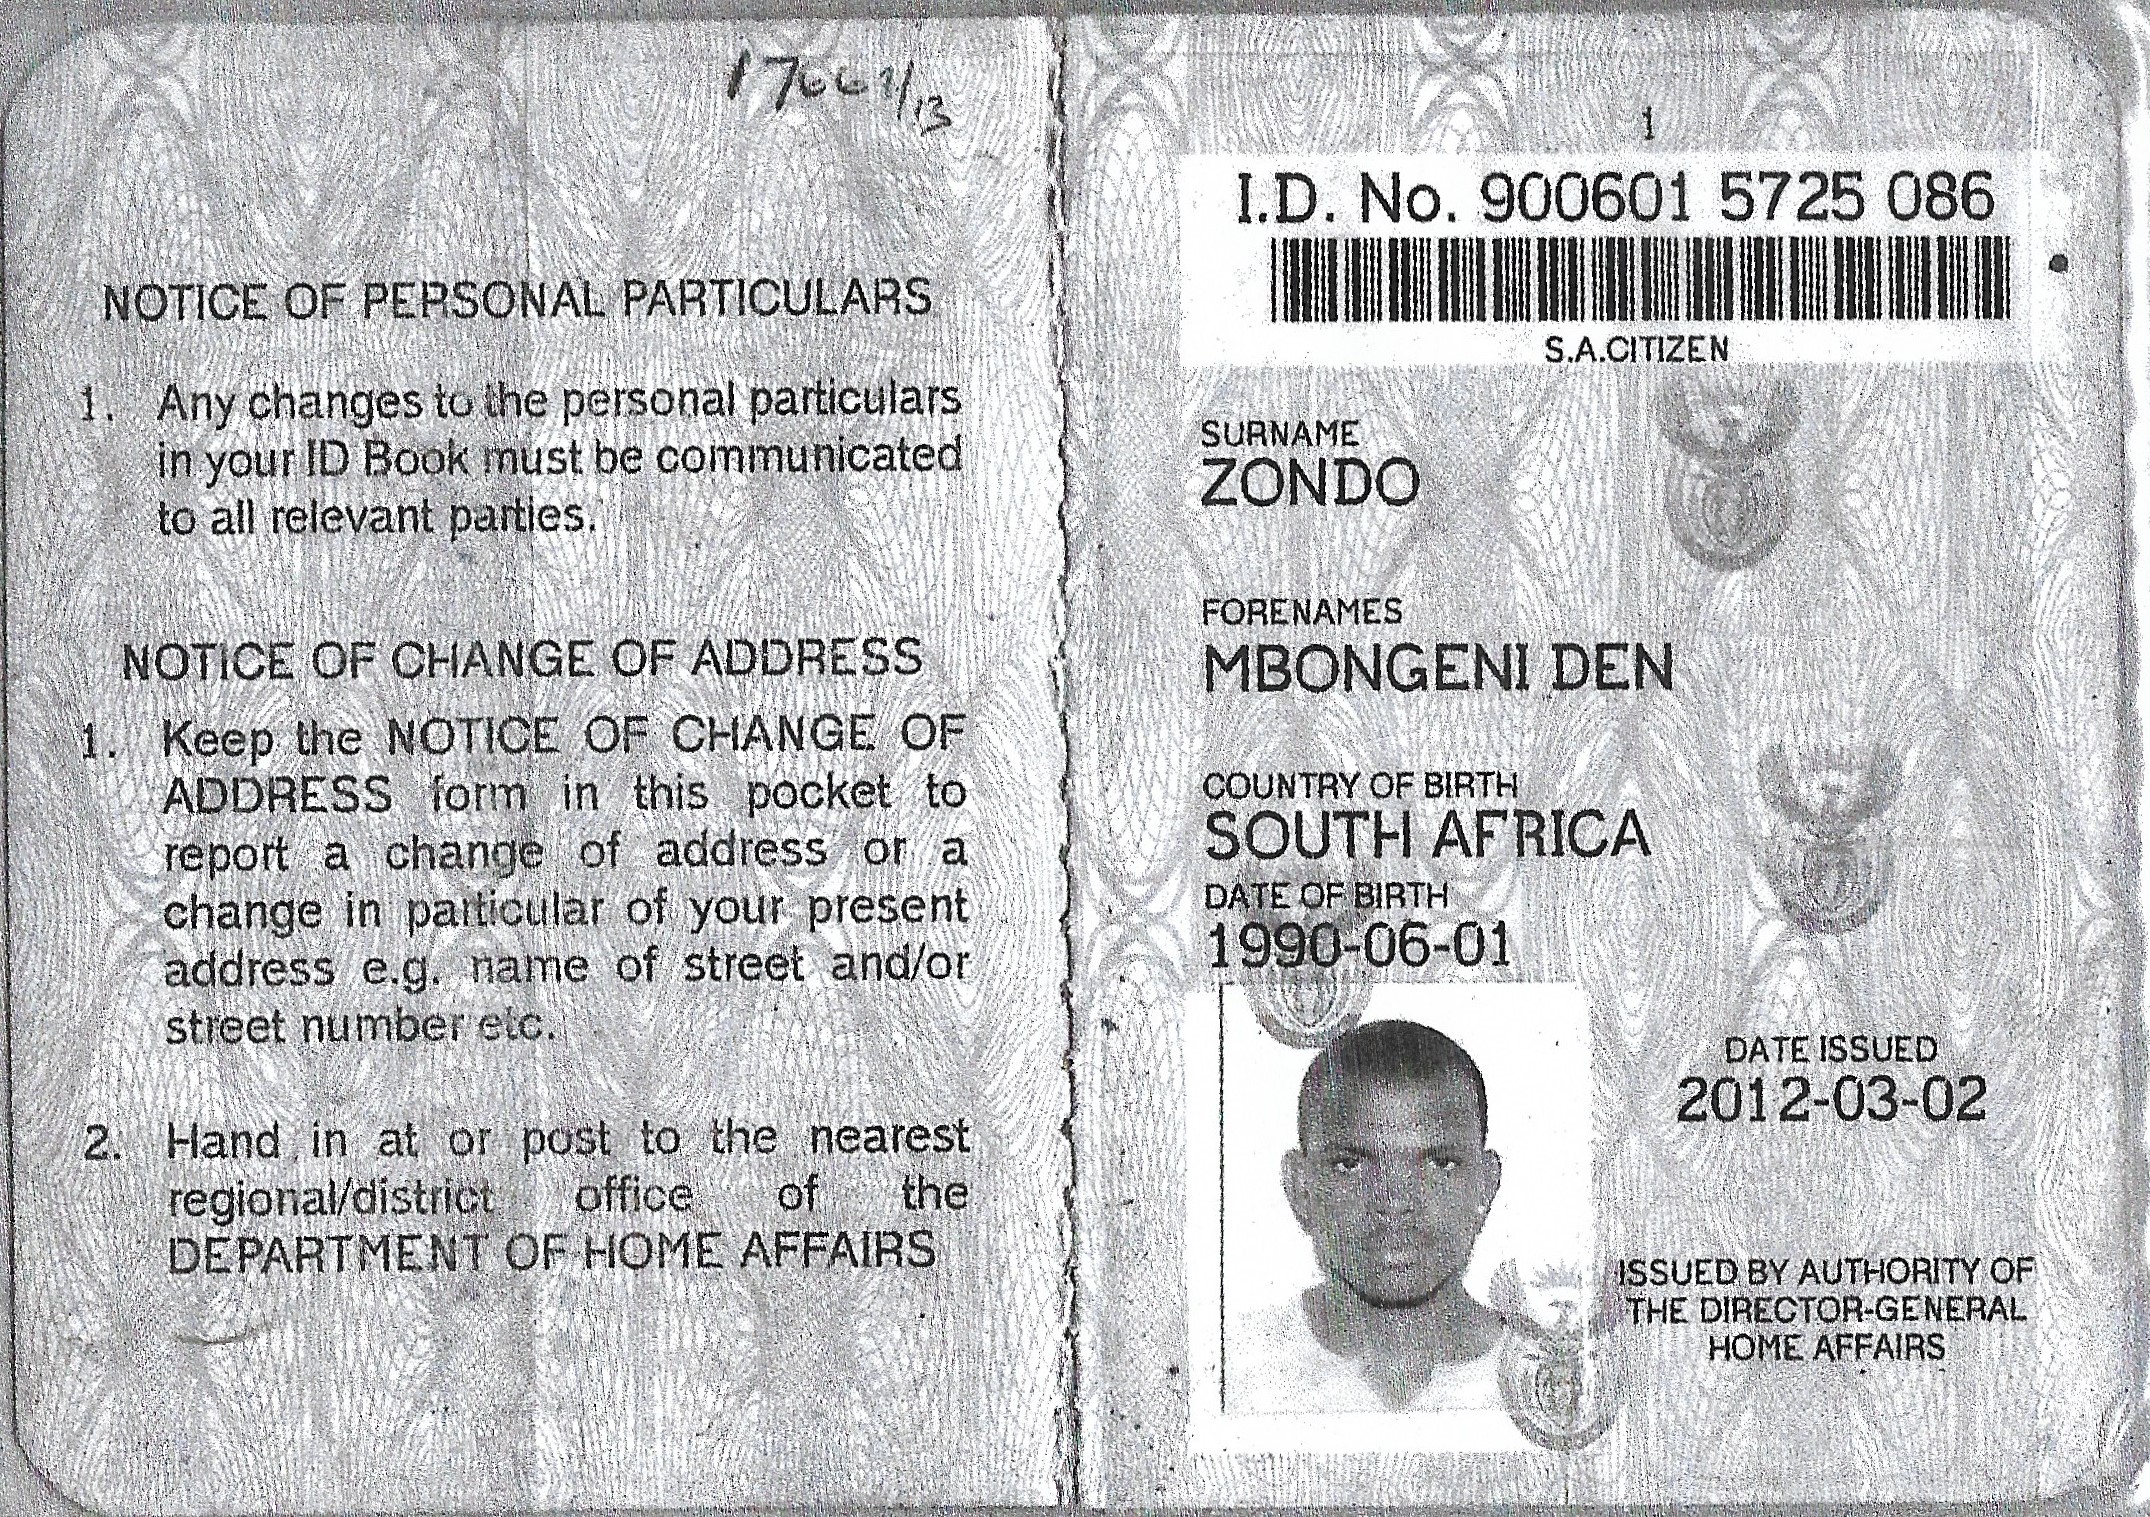 NOTICE OF PERSONAL PARTICULARS
1. Any changes to the personal particulars
in your ID Book must be communicated
to all relevant parties.
NOTICE OF CHANGE OF ADDRESS
1. Keep the NOTICE OF CHANGE OF
ADDRESS form in this pocket to
report a change of address or a
change in particular of your present
address e.g. name of street and/or
street number etc.
2. Hand in at or post to the nearest
regional/district office of the
DEPARTMENT OF HOME AFFAIRS
1
I.D. No. 900601 5725 086
S.A.CITIZEN
SURNAME
ZONDO
FORENAMES
MBONGENI DEN
COUNTRY OF BIRTH
SOUTH AFRICA
DATE OF BIRTH
1990-06-01
DATE ISSUED
2012-03-02
ISSUED BY AUTHORITY OF
THE DIRECTOR-GENERAL
HOME AFFAIRS